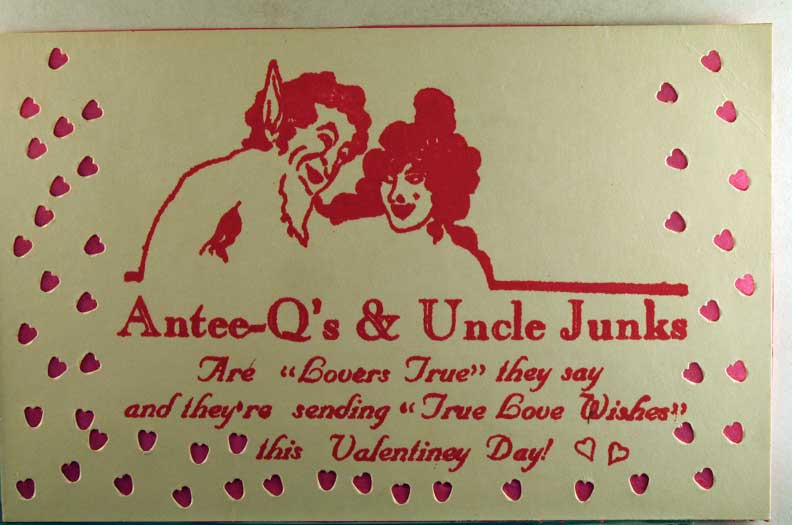 Antee-Q's & Uncle Junks
Are "Lovers True" they say
and they're sending "True Love Wishes"
this Valentiney Day!